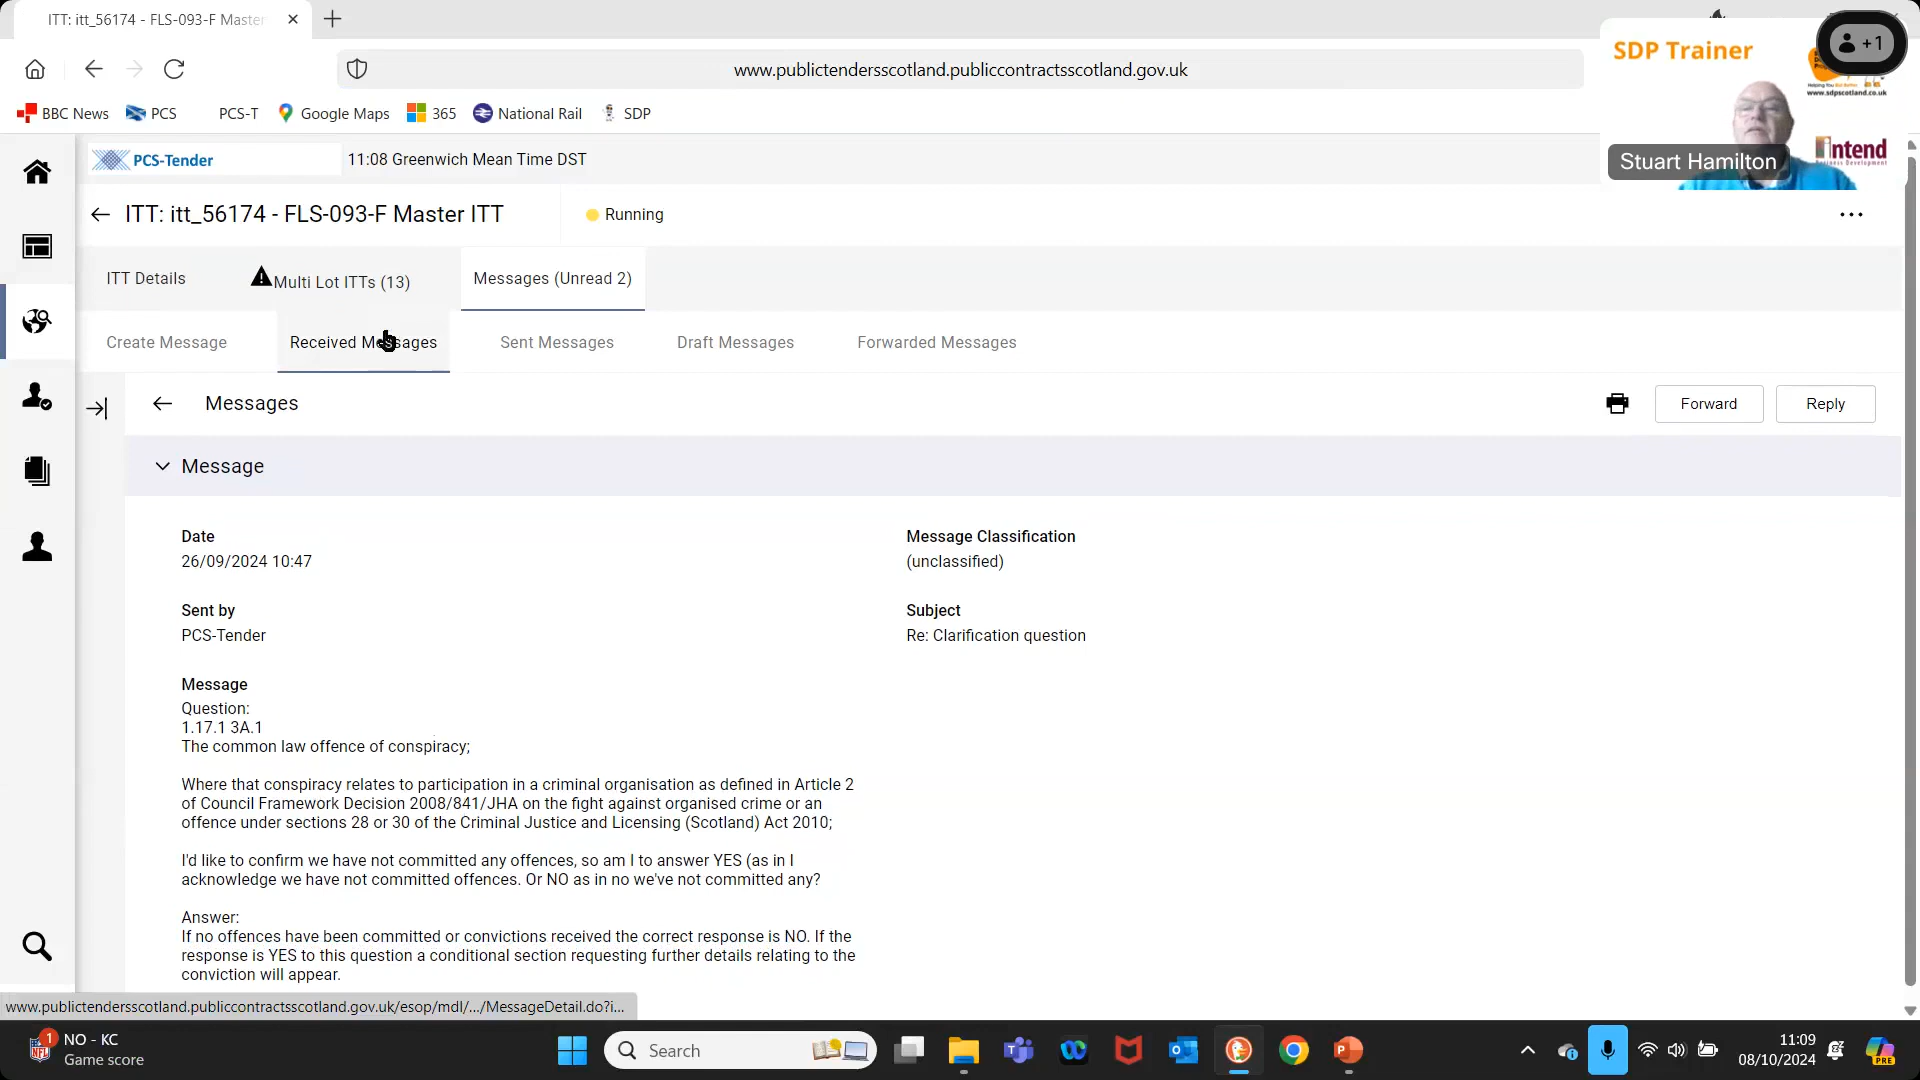 ITT: itt_56174 - FLS-093-F Master
www.publictendersscotland.publiccontractsscotland.gov.uk
SDP Trainer
+1
www.sdpscotland.co.uk
intend
Stuart Hamilton
BBC News
PCS
PCS-T
Google Maps
365
National Rail
SDP
PCS-Tender
11:08 Greenwich Mean Time DST
ITT: itt_56174 - FLS-093-F Master ITT
Running
ITT Details
Multi Lot ITTs (13)
Messages (Unread 2)
Create Message
Received Messages
Sent Messages
Draft Messages
Forwarded Messages
Messages
Forward
Reply
Message
Date
26/09/2024 10:47
Message Classification
(unclassified)
Sent by
PCS-Tender
Subject
Re: Clarification question
Message
Question:
1.17.1 3A.1
The common law offence of conspiracy;
Where that conspiracy relates to participation in a criminal organisation as defined in Article 2
of Council Framework Decision 2008/841/JHA on the fight against organised crime or an
offence under sections 28 or 30 of the Criminal Justice and Licensing (Scotland) Act 2010;
I'd like to confirm we have not committed any offences, so am I to answer YES (as in I
acknowledge we have not committed offences. Or NO as in no we've not committed any?
Answer:
If no offences have been committed or convictions received the correct response is NO. If the
response is YES to this question a conditional section requesting further details relating to the
conviction will appear.
www.publictendersscotland.publiccontractsscotland.gov.uk/esop/mdl/.../MessageDetail.do?i...
1
NO - KC
Game score
Search
11:09
08/10/2024
PRE